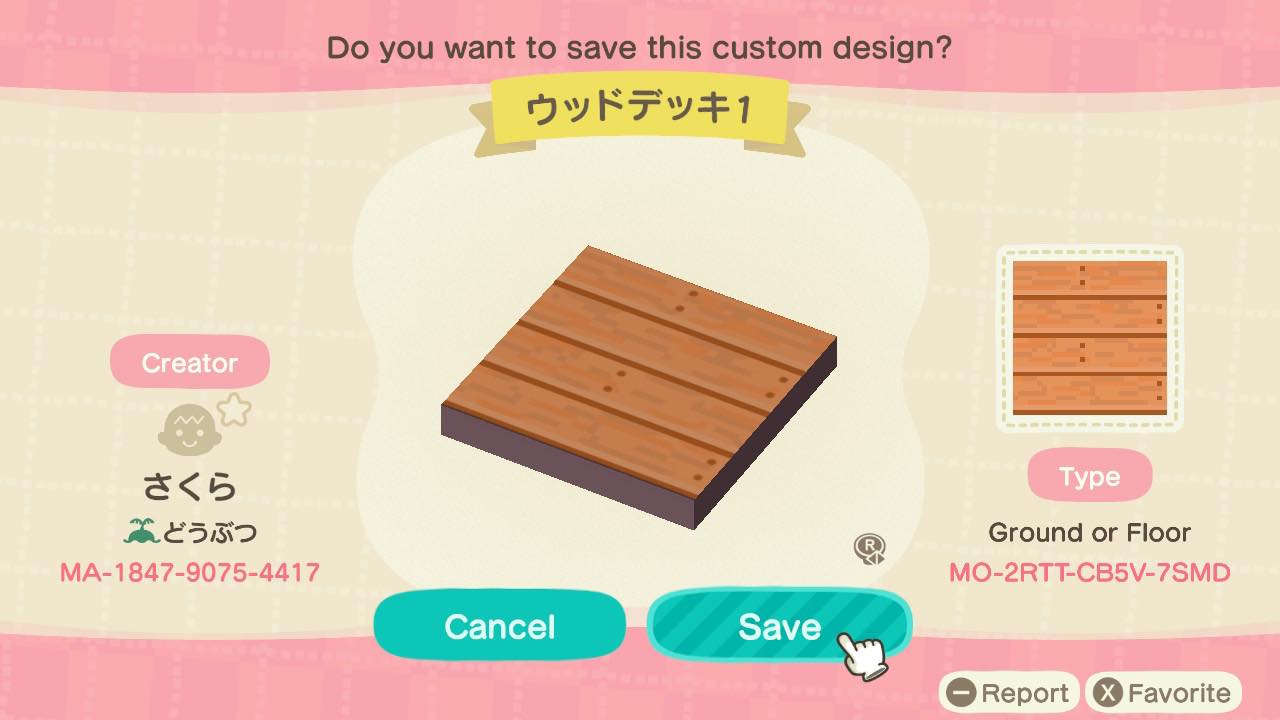 Do you want to save this custom design?
ウッドデッキ1
Creator
さくら
どうぶつ
MA-1847-9075-4417
Type
Ground or Floor
MO-2RTT-CB5V-7SMD
R
Cancel
Save
Report
X Favorite